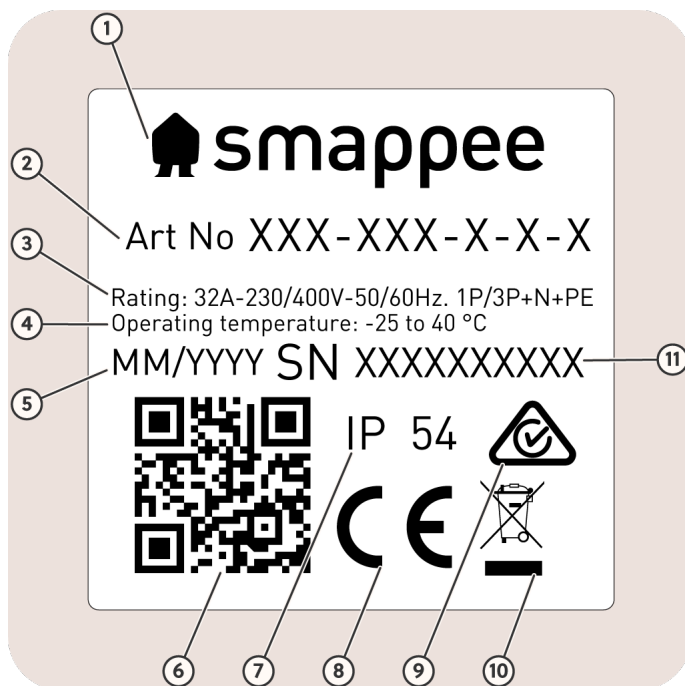 1
smappee
2
Art No XXX-XXX-X-X-X
3
Rating: 32A-230/400V-50/60Hz. 1P/3P+N+PE
4
Operating temperature: -25 to 40 °C
MM/YYYY SN XXXXXXXXXX
11
5
IP 54
CE
6
7
8
9
10